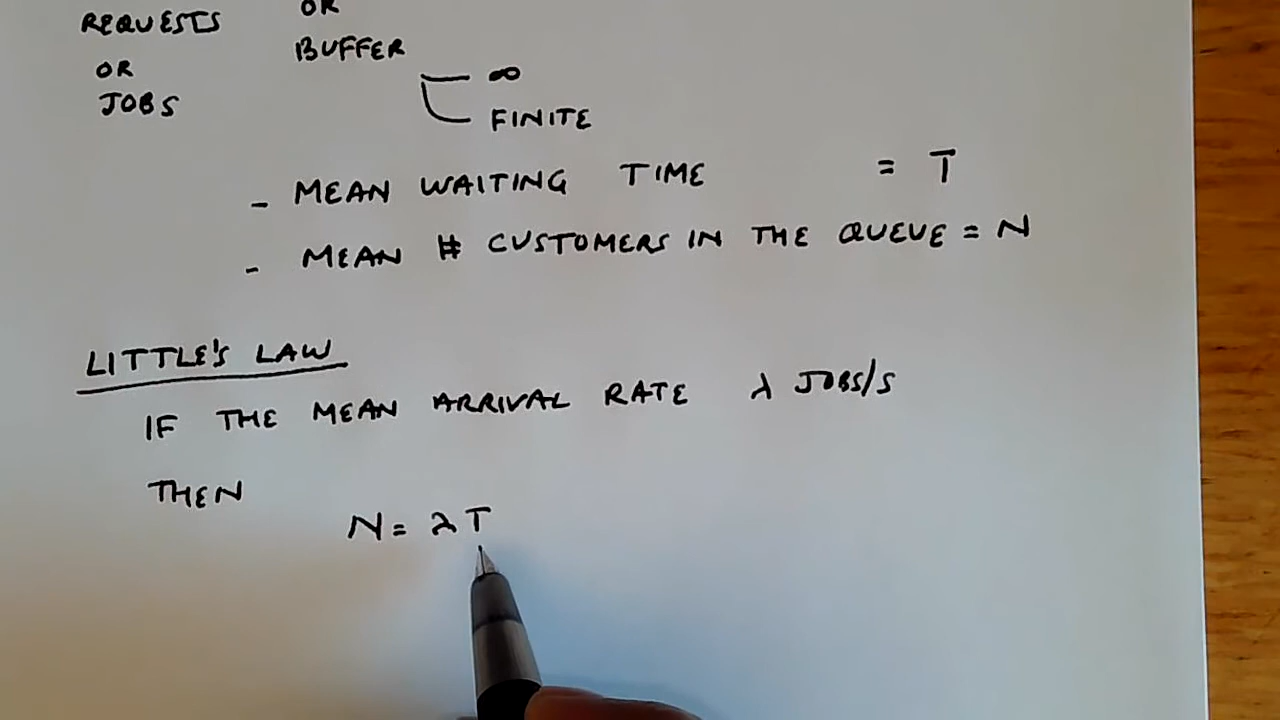 REQUESTS
OR
JOBS
OR
BUFFER
∞
FINITE
- MEAN WAITING TIME = T
- MEAN # CUSTOMERS IN THE QUEUE = N
LITTLE'S LAW
IF THE MEAN ARRIVAL RATE λ JOBS/S
THEN
N = λT